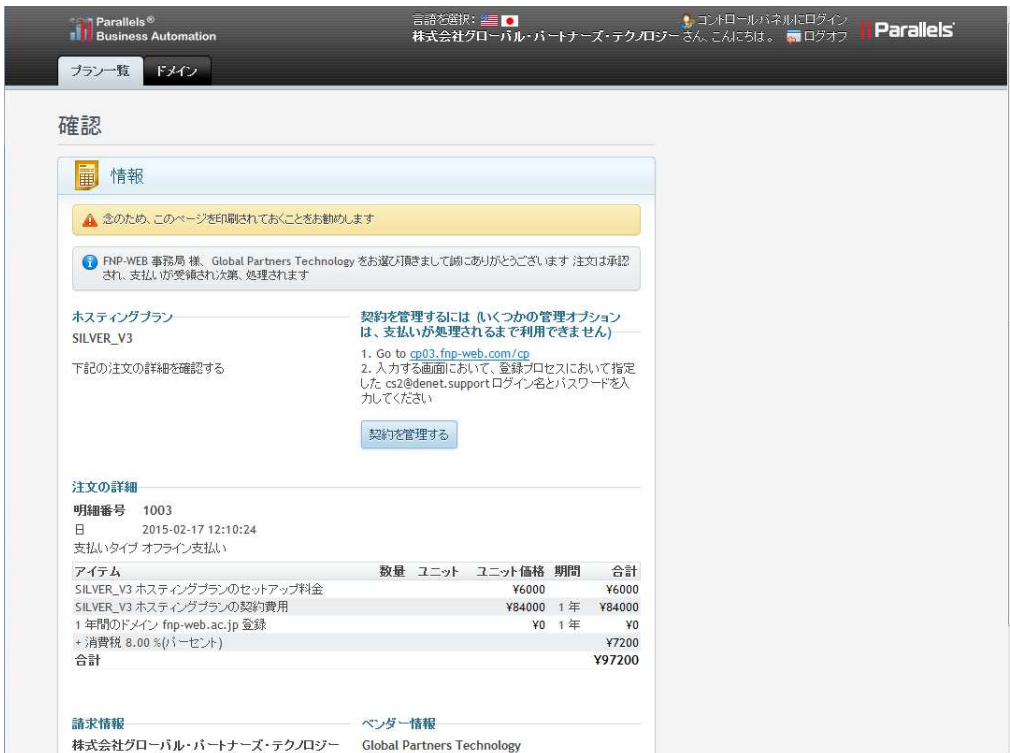 Parallels®
Business Automation
言語を選択:
株式会社グローバル・パートナーズ・テクノロジー さん、こんにちは。
コントロールパネルにログイン
ログオフ
Parallels
プラン一覧 ドメイン
確認
情報
念のため、このページを印刷されておくことをお勧めします
FNP-WEB 事務局 様、Global Partners Technology をお選び頂きまして誠にありがとうございます 注文は承認
され、支払いが受領され次第、処理されます
ホスティングプラン
SILVER_V3
下記の注文の詳細を確認する
契約を管理するには (いくつかの管理オプション
は、支払いが処理されるまで利用できません)
1. Go to cp03.fnp-web.com/cp
2. 入力する画面において、登録プロセスにおいて指定
した cs2@denet.support ログイン名とパスワードを入
力してください
契約を管理する
注文の詳細
明細番号 1003
日 2015-02-17 12:10:24
支払いタイプ オフライン支払い
アイテム 数量 ユニット ユニット価格 期間 合計
SILVER_V3 ホスティングプランのセットアップ料金 ¥6000 ¥6000
SILVER_V3 ホスティングプランの契約費用 ¥84000 1 年 ¥84000
1 年間のドメイン fnp-web.ac.jp 登録 ¥0 1 年 ¥0
+ 消費税 8.00 %(パーセント) ¥7200
合計 ¥97200
請求情報
株式会社グローバル・パートナーズ・テクノロジー
ベンダー情報
Global Partners Technology